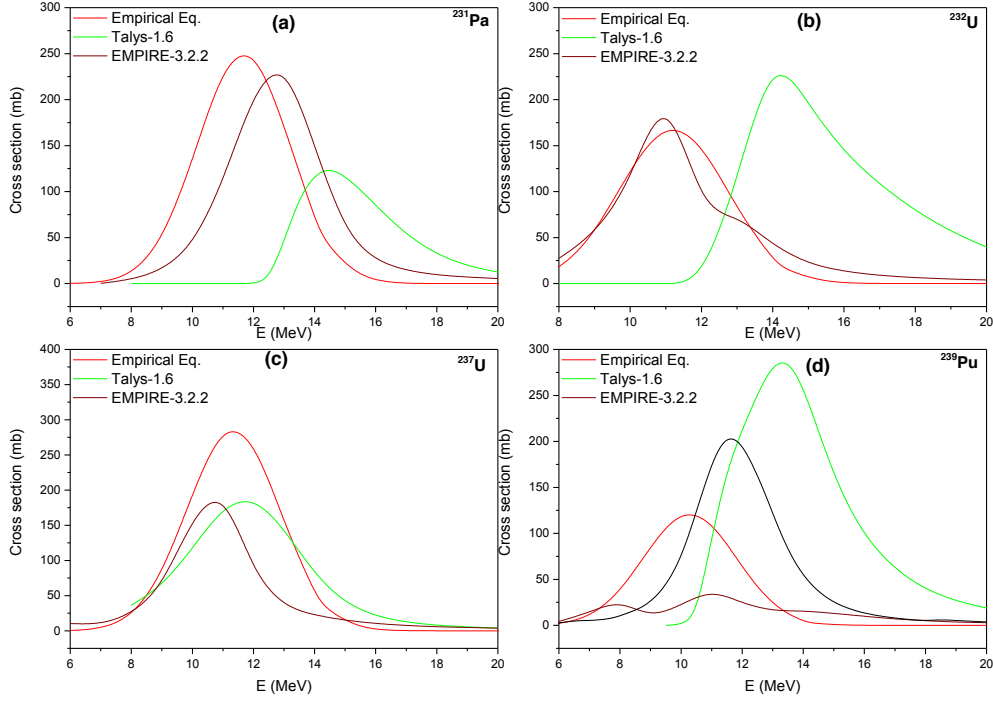 (a)
²³¹Pa
Empirical Eq.
Talys-1.6
EMPIRE-3.2.2
Cross section (mb)
300
250
200
150
100
50
0
6 8 10 12 14 16 18 20
E (MeV)
(b)
²³²U
Empirical Eq.
Talys-1.6
EMPIRE-3.2.2
Cross section (mb)
300
250
200
150
100
50
0
8 10 12 14 16 18 20
E (MeV)
(c)
²³⁷U
Empirical Eq.
Talys-1.6
EMPIRE-3.2.2
Cross section (mb)
400
350
300
250
200
150
100
50
0
6 8 10 12 14 16 18 20
E (MeV)
(d)
²³⁹Pu
Empirical Eq.
Talys-1.6
EMPIRE-3.2.2
Cross section (mb)
300
250
200
150
100
50
0
6 8 10 12 14 16 18 20
E (MeV)